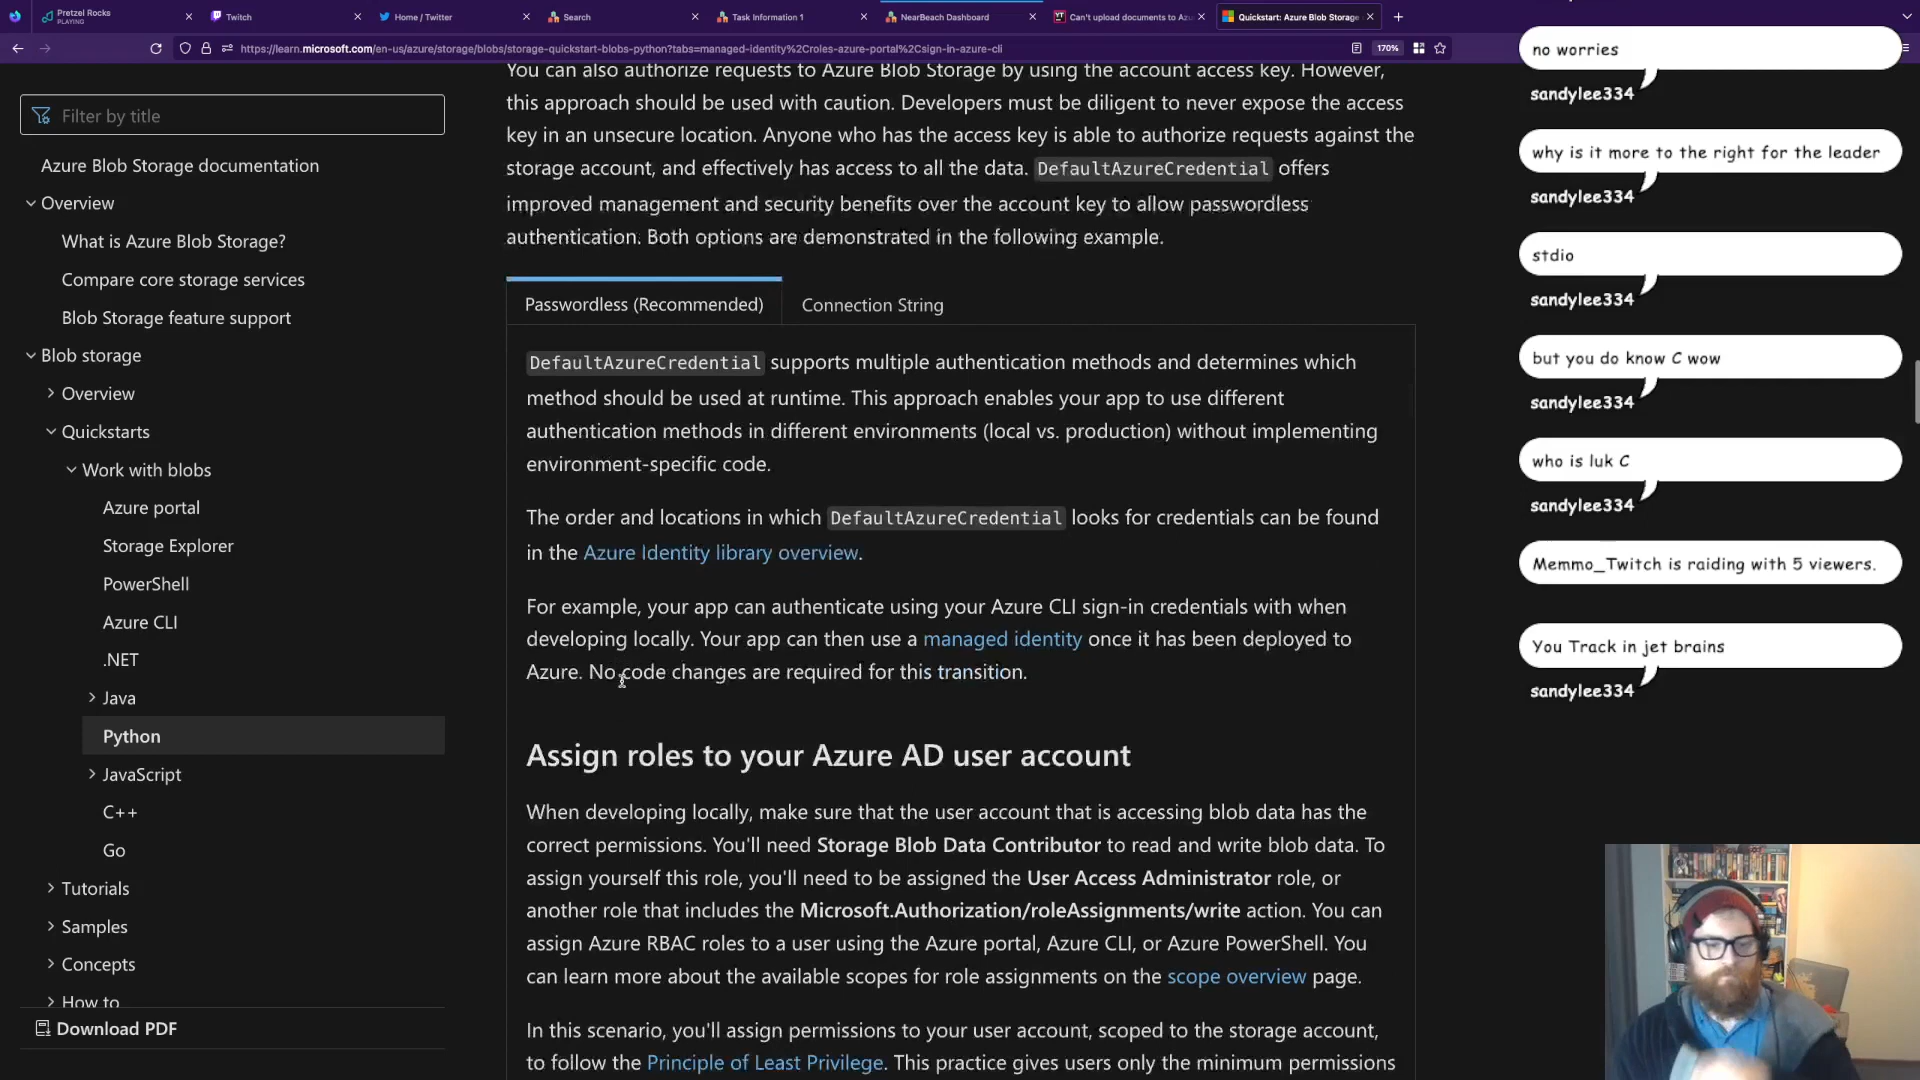 Pretzel Rocks
PLAYING
Twitch
Home / Twitter
Search
Task Information 1
NearBeach Dashboard
Can't upload documents to Azu
Quickstart: Azure Blob Storage
https://learn.microsoft.com/en-us/azure/storage/blobs/storage-quickstart-blobs-python?tabs=managed-identity%2Croles-azure-portal%2Csign-in-azure-cli
170%
Filter by title
Azure Blob Storage documentation
Overview
What is Azure Blob Storage?
Compare core storage services
Blob Storage feature support
Blob storage
Overview
Quickstarts
Work with blobs
Azure portal
Storage Explorer
PowerShell
Azure CLI
.NET
Java
Python
JavaScript
C++
Go
Tutorials
Samples
Concepts
How to
Download PDF
You can also authorize requests to Azure Blob Storage by using the account access key. However,
this approach should be used with caution. Developers must be diligent to never expose the access
key in an unsecure location. Anyone who has the access key is able to authorize requests against the
storage account, and effectively has access to all the data. DefaultAzureCredential offers
improved management and security benefits over the account key to allow passwordless
authentication. Both options are demonstrated in the following example.
Passwordless (Recommended)
Connection String
DefaultAzureCredential supports multiple authentication methods and determines which
method should be used at runtime. This approach enables your app to use different
authentication methods in different environments (local vs. production) without implementing
environment-specific code.
The order and locations in which DefaultAzureCredential looks for credentials can be found
in the Azure Identity library overview.
For example, your app can authenticate using your Azure CLI sign-in credentials with when
developing locally. Your app can then use a managed identity once it has been deployed to
Azure. No code changes are required for this transition.
Assign roles to your Azure AD user account
When developing locally, make sure that the user account that is accessing blob data has the
correct permissions. You'll need Storage Blob Data Contributor to read and write blob data. To
assign yourself this role, you'll need to be assigned the User Access Administrator role, or
another role that includes the Microsoft.Authorization/roleAssignments/write action. You can
assign Azure RBAC roles to a user using the Azure portal, Azure CLI, or Azure PowerShell. You
can learn more about the available scopes for role assignments on the scope overview page.
In this scenario, you'll assign permissions to your user account, scoped to the storage account,
to follow the Principle of Least Privilege. This practice gives users only the minimum permissions
no worries
sandylee334
why is it more to the right for the leader
sandylee334
stdio
sandylee334
but you do know C wow
sandylee334
who is luk C
sandylee334
Memmo_Twitch is raiding with 5 viewers.
You Track in jet brains
sandylee334